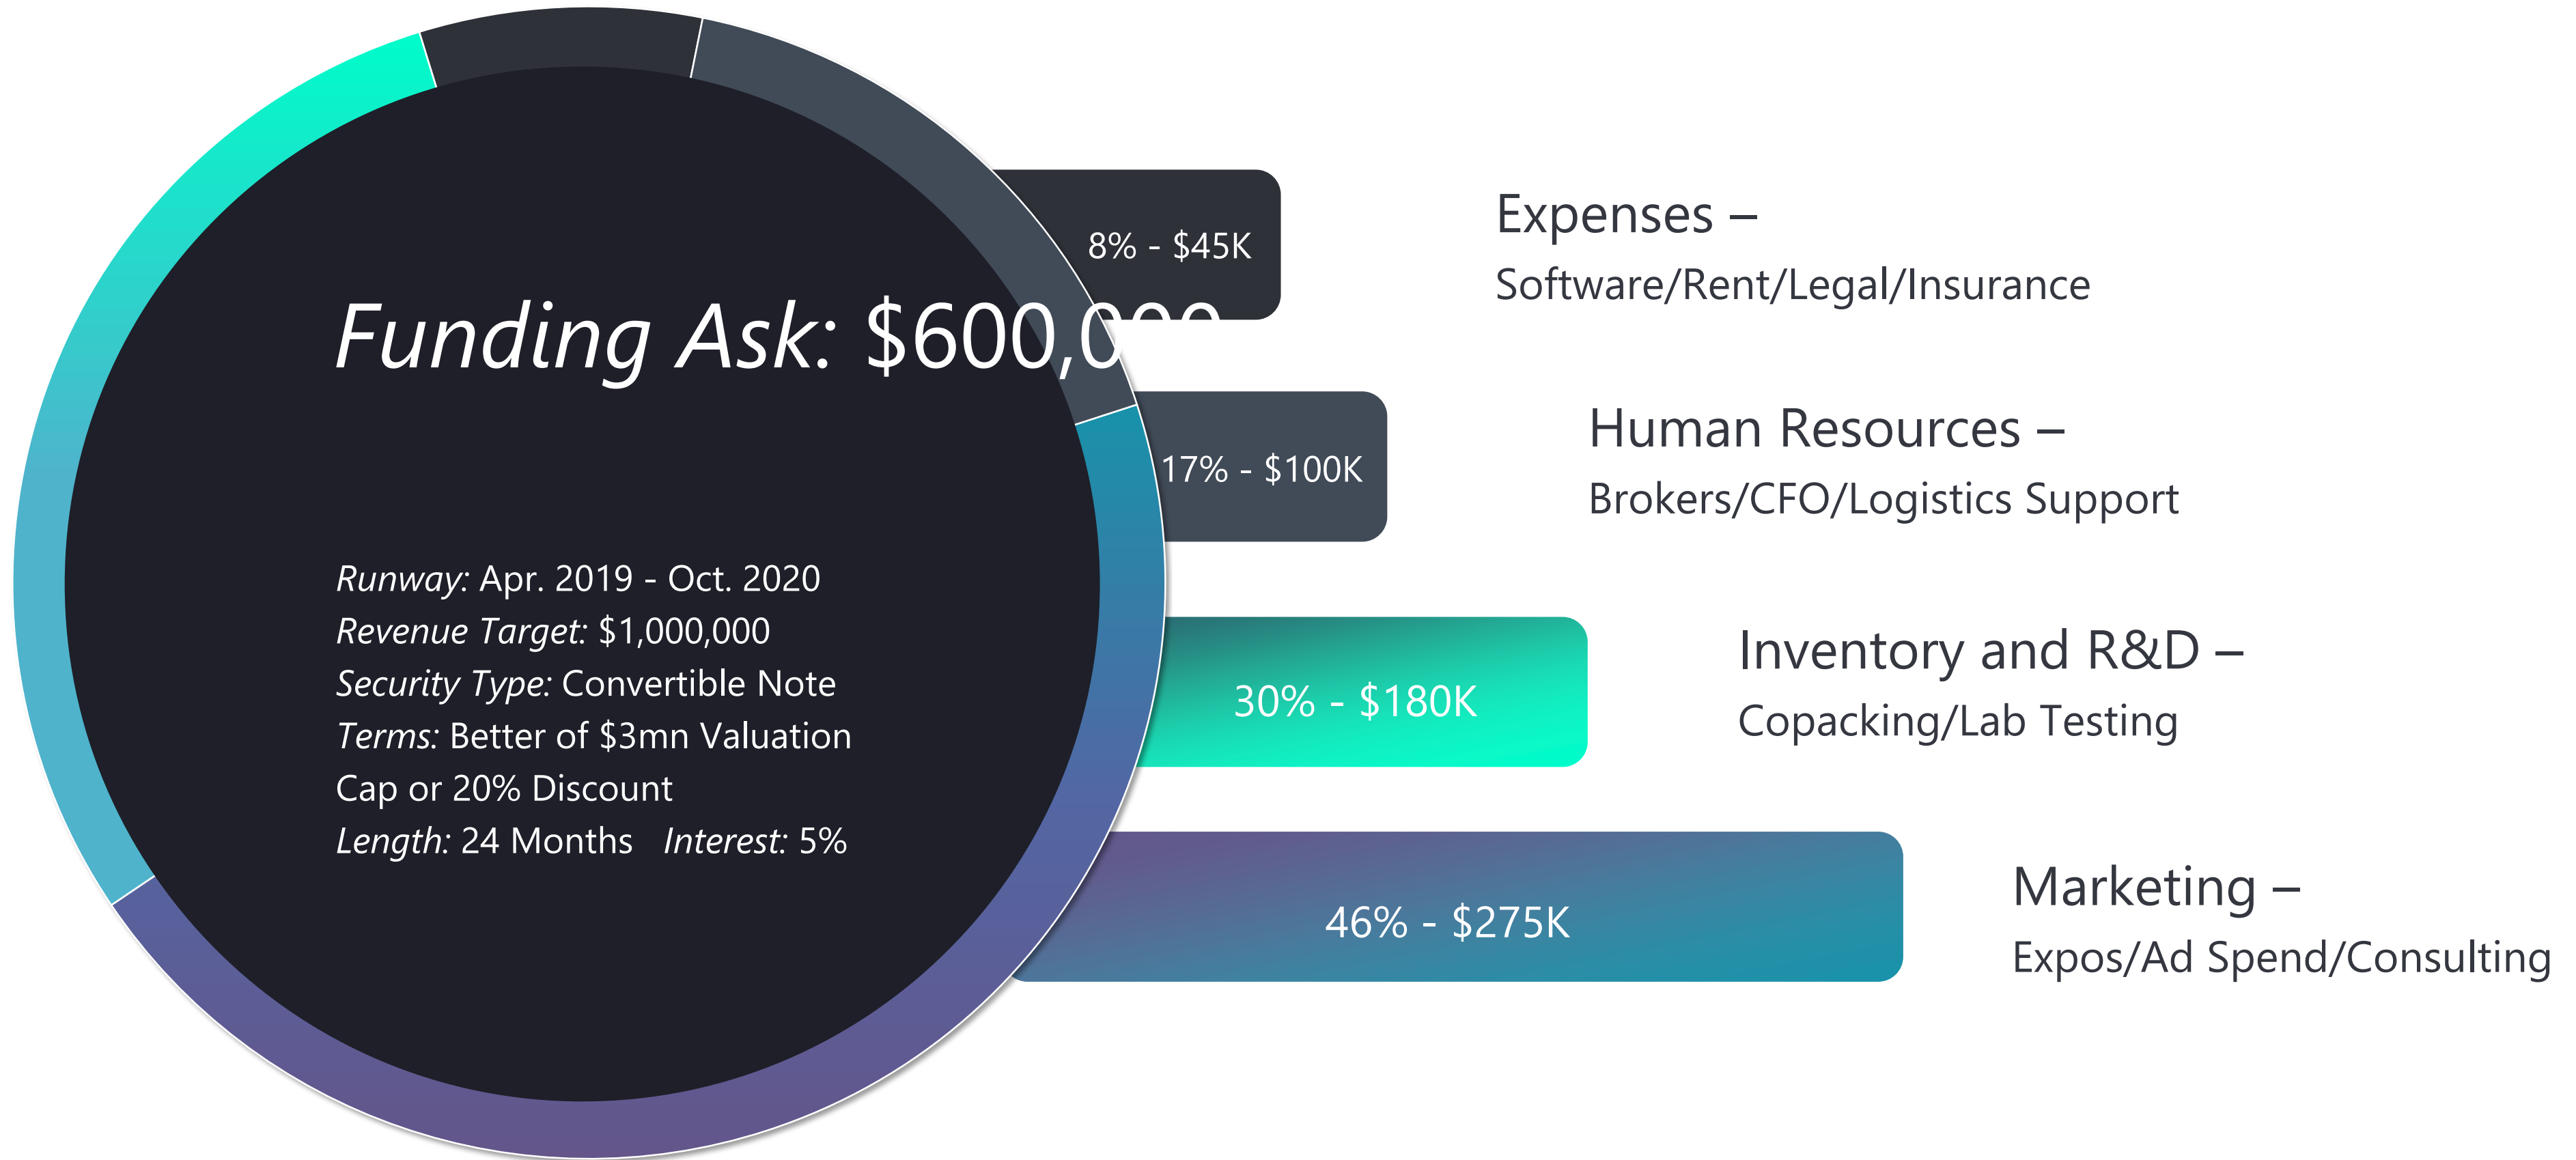 Funding Ask: $600,000
Runway: Apr. 2019 - Oct. 2020
Revenue Target: $1,000,000
Security Type: Convertible Note
Terms: Better of $3mn Valuation
Cap or 20% Discount
Length: 24 Months   Interest: 5%
8% - $45K
Expenses –
Software/Rent/Legal/Insurance
17% - $100K
Human Resources –
Brokers/CFO/Logistics Support
30% - $180K
Inventory and R&D –
Copacking/Lab Testing
46% - $275K
Marketing –
Expos/Ad Spend/Consulting